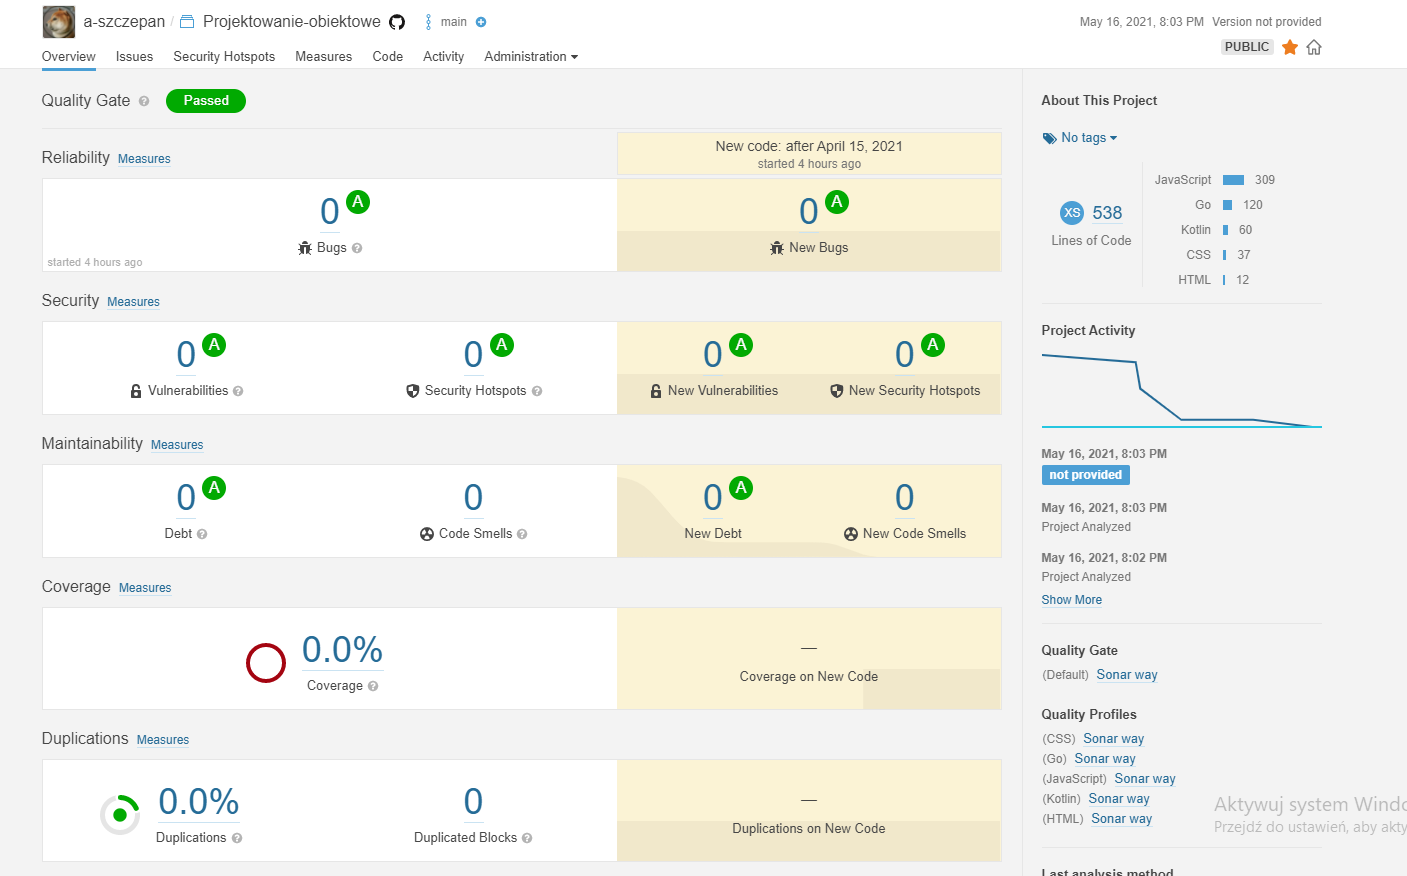 a-szczepan / Projektowanie-obiektowe main
May 16, 2021, 8:03 PM Version not provided
PUBLIC
Overview Issues Security Hotspots Measures Code Activity Administration
Quality Gate ? Passed
Reliability Measures
New code: after April 15, 2021
started 4 hours ago
0 A
Bugs ?
started 4 hours ago
0 A
New Bugs
Security Measures
0 A
Vulnerabilities ?
0 A
Security Hotspots ?
0 A
New Vulnerabilities
0 A
New Security Hotspots
Maintainability Measures
0 A
Debt ?
0
Code Smells ?
0 A
New Debt
0
New Code Smells
Coverage Measures
0.0%
Coverage ?
—
Coverage on New Code
Duplications Measures
0.0%
Duplications ?
0
Duplicated Blocks ?
—
Duplications on New Code
About This Project
No tags
XS 538
Lines of Code
JavaScript 309
Go 120
Kotlin 60
CSS 37
HTML 12
Project Activity
May 16, 2021, 8:03 PM
not provided
May 16, 2021, 8:03 PM
Project Analyzed
May 16, 2021, 8:02 PM
Project Analyzed
Show More
Quality Gate
(Default) Sonar way
Quality Profiles
(CSS) Sonar way
(Go) Sonar way
(JavaScript) Sonar way
(Kotlin) Sonar way
(HTML) Sonar way
Aktywuj system Windo
Przejdź do ustawień, aby akty
Last analysis method